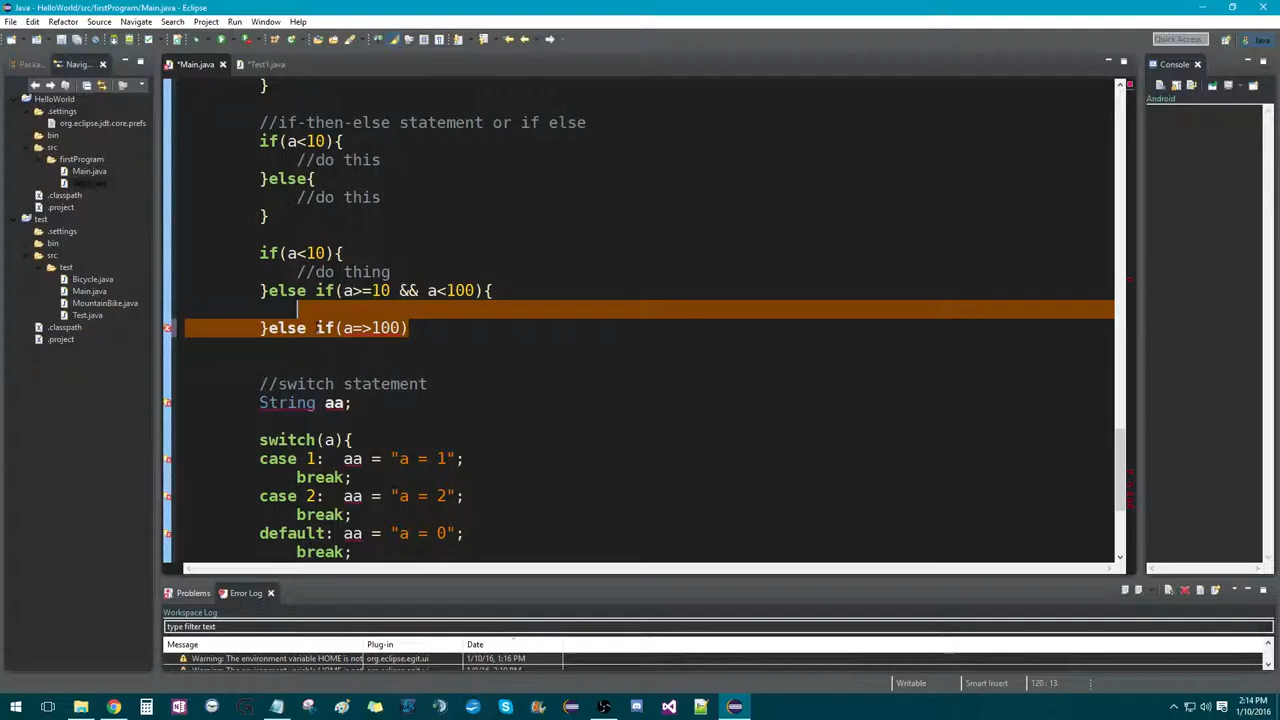 Java - HelloWorld/src/firstProgram/Main.java - Eclipse
File Edit Refactor Source Navigate Search Project Run Window Help
Quick Access
Java
Packa...
Navig...
*Main.java
*Test1.java
Console
Android
HelloWorld
.settings
org.eclipse.jdt.core.prefs
bin
src
firstProgram
Main.java
.classpath
.project
test
.settings
bin
src
test
Bicycle.java
Main.java
MountainBike.java
Test.java
.classpath
.project
}
//if-then-else statement or if else
if(a<10){
//do this
}else{
//do this
}
if(a<10){
//do thing
}else if(a>=10 && a<100){
}else if(a=>100)
//switch statement
String aa;
switch(a){
case 1: aa = "a = 1";
break;
case 2: aa = "a = 2";
break;
default: aa = "a = 0";
break;
Problems
Error Log
Workspace Log
type filter text
Message Plug-in Date
Warning: The environment variable HOME is not org.eclipse.egit.ui 1/10/16, 1:16 PM
Writable Smart Insert 120 : 13
2:14 PM
1/10/2016